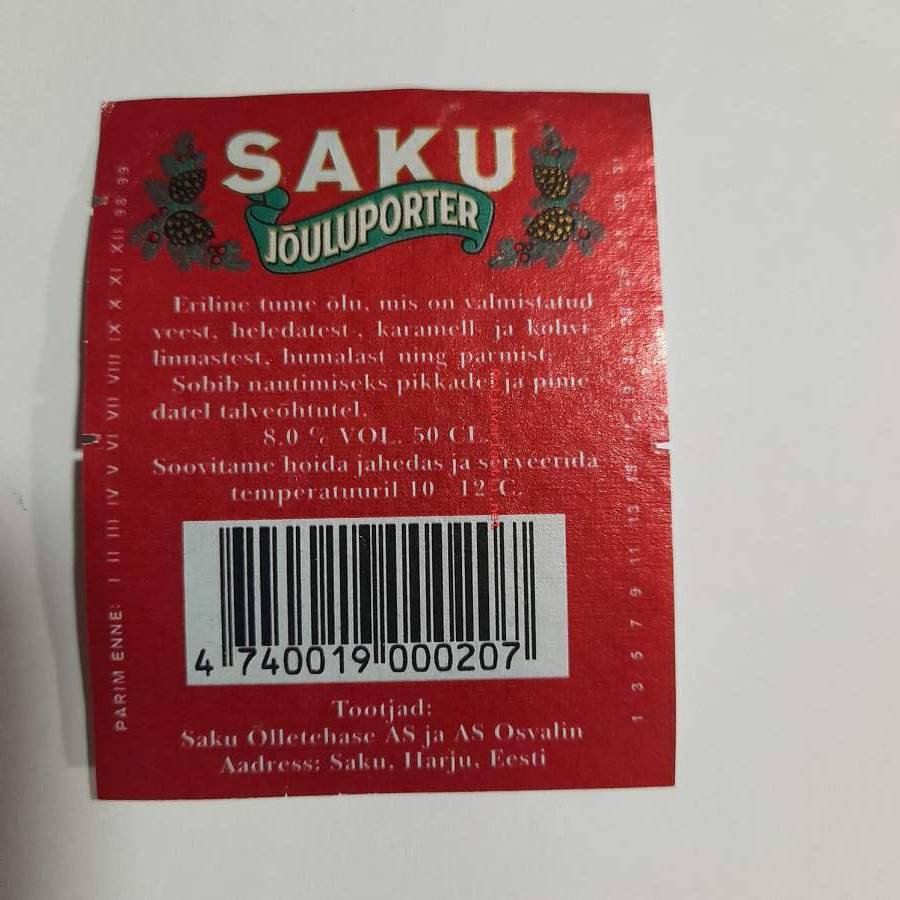 SAKU
JÕULUPORTER
Eriline tume õlu, mis on valmistatud
veest, heledatest-, karamell- ja kohvi-
linnastest, humalast ning pärmist.
Sobib nautimiseks pikkadel ja pime-
datel talveõhtutel.
8.0 % VOL. 50 CL.
Soovitame hoida jahedas ja serveerida
temperatuuril 10 - 12 C.
4 740019 000207
Tootjad:
Saku Õlletehase AS ja AS Osvalin
Aadress: Saku, Harju, Eesti
PARIM ENNE: I II III IV V VI VII VIII IX X XI XII 98 99
1 3 5 7 9 11 13 15